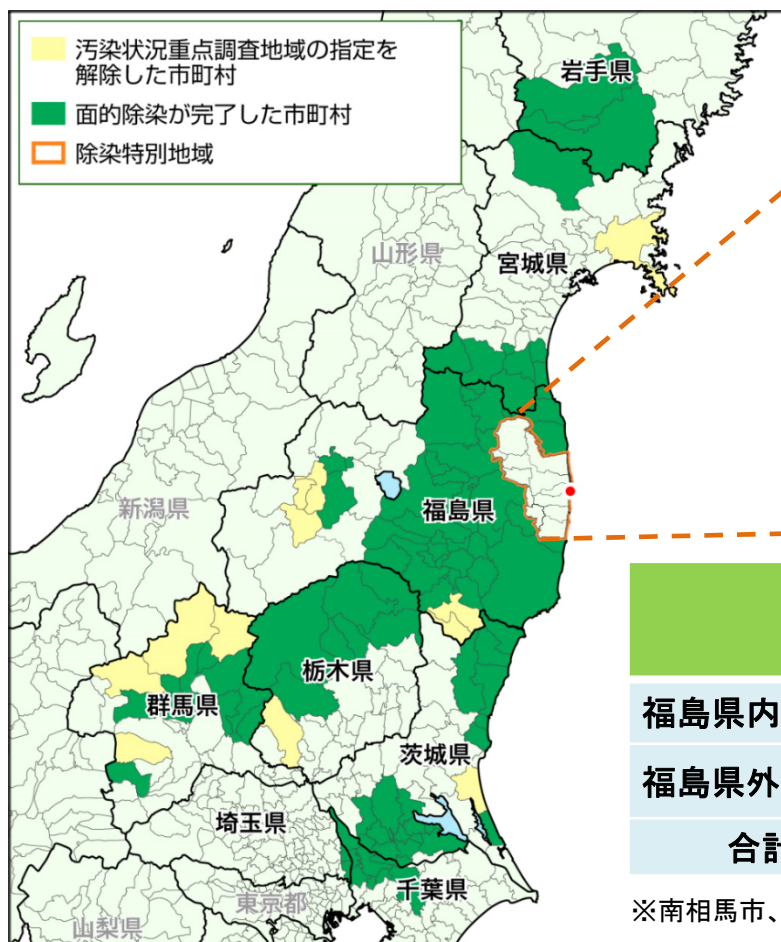 汚染状況重点調査地域の指定を
解除した市町村
面的除染が完了した市町村
除染特別地域
岩手県
山形県
宮城県
新潟県
福島県
栃木県
群馬県
茨城県
埼玉県
千葉県
東京都
山梨県
福島県内
福島県外
合計
※南相馬市、